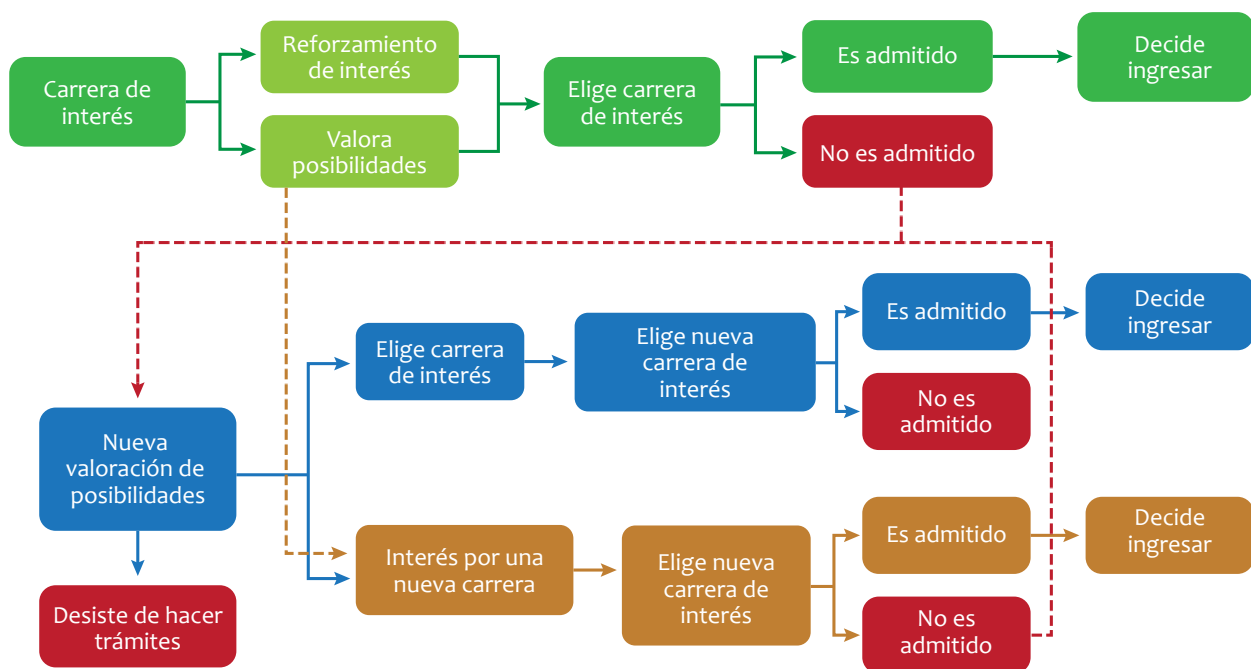 Carrera de
interés
Reforzamiento
de interés
Valora
posibilidades
Elige carrera
de interés
Es admitido
No es admitido
Decide
ingresar
Nueva
valoración de
posibilidades
Desiste de hacer
trámites
Elige carrera
de interés
Elige nueva
carrera de
interés
Es admitido
No es
admitido
Decide
ingresar
Interés por una
nueva carrera
Elige nueva
carrera de
interés
Es admitido
No es
admitido
Decide
ingresar